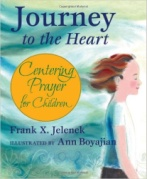 Journey
to the Heart
Centering
Prayer
for Children
Frank X. Jelenek
ILLUSTRATED BY Ann Boyajian